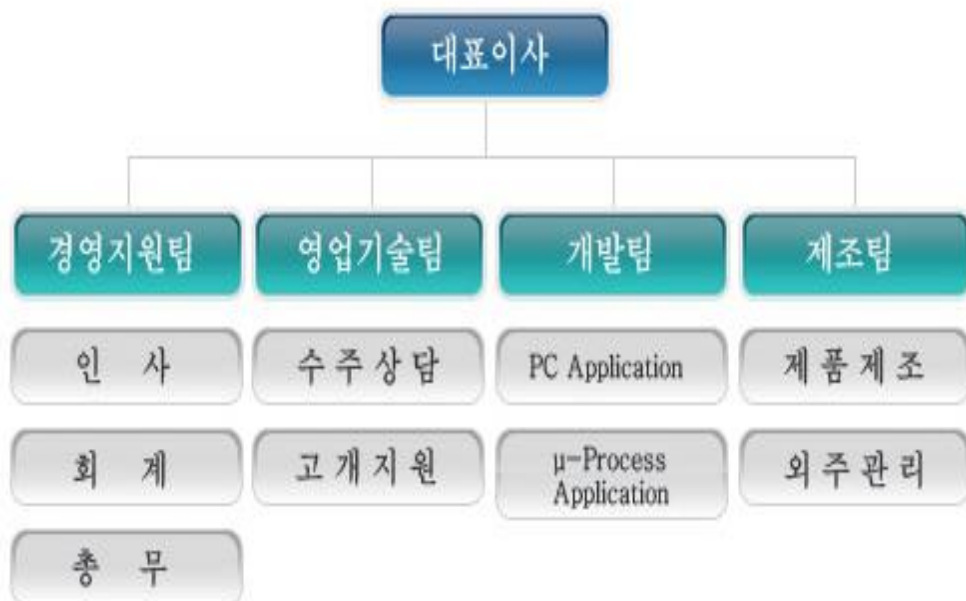 대표이사
경영지원팀
영업기술팀
개발팀
제조팀
인 사
수 주 상 담
PC Application
제 품 제 조
회 계
고 개 지 원
μ-Process
Application
외 주 관 리
총 무